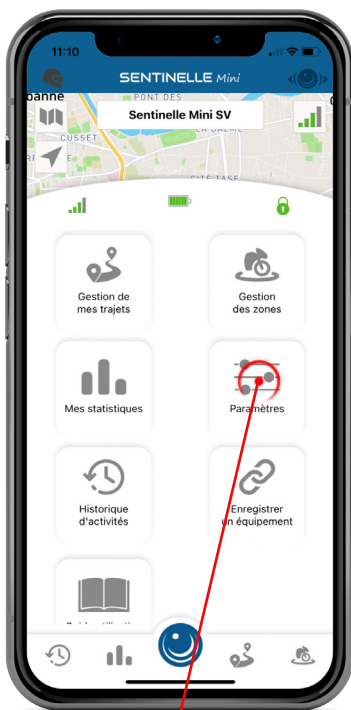 11:10
SENTINELLE Mini
banne
PONT DES
Sentinelle Mini SV
CUSSET
CITÉ TASE
Gestion de
mes trajets
Gestion
des zones
Mes statistiques
Paramètres
Historique
d'activités
Enregistrer
un équipement